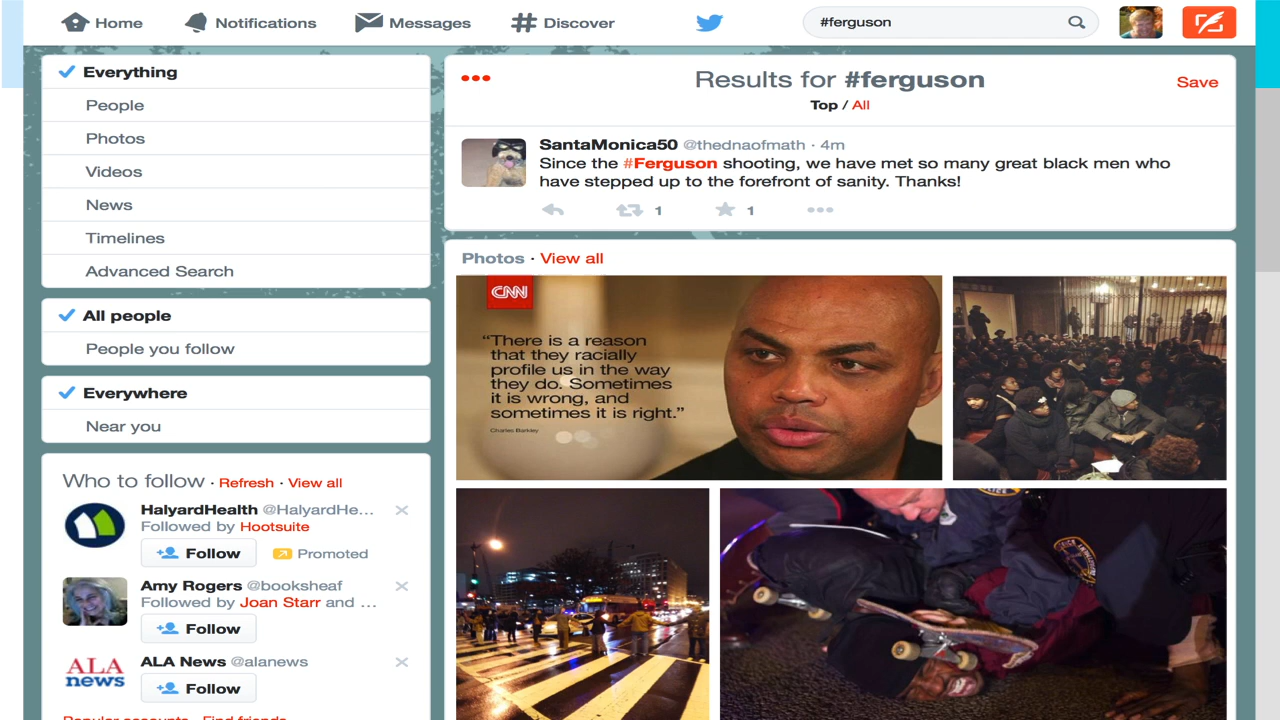 Home Notifications Messages # Discover #ferguson
Everything
People
Photos
Videos
News
Timelines
Advanced Search
All people
People you follow
Everywhere
Near you
Who to follow · Refresh · View all
HalyardHealth @HalyardHe...
Followed by Hootsuite
Follow Promoted
Amy Rogers @booksheaf
Followed by Joan Starr and ...
Follow
ALA News @alanews
ALA
news
Follow
Popular accounts · Find friends
Results for #ferguson
Top / All
Save
SantaMonica50 @thednaofmath · 4m
Since the #Ferguson shooting, we have met so many great black men who
have stepped up to the forefront of sanity. Thanks!
1 1
Photos · View all
CNN
“There is a reason
that they racially
profile us in the way
they do. Sometimes
it is wrong, and
sometimes it is right.”
Charles Barkley